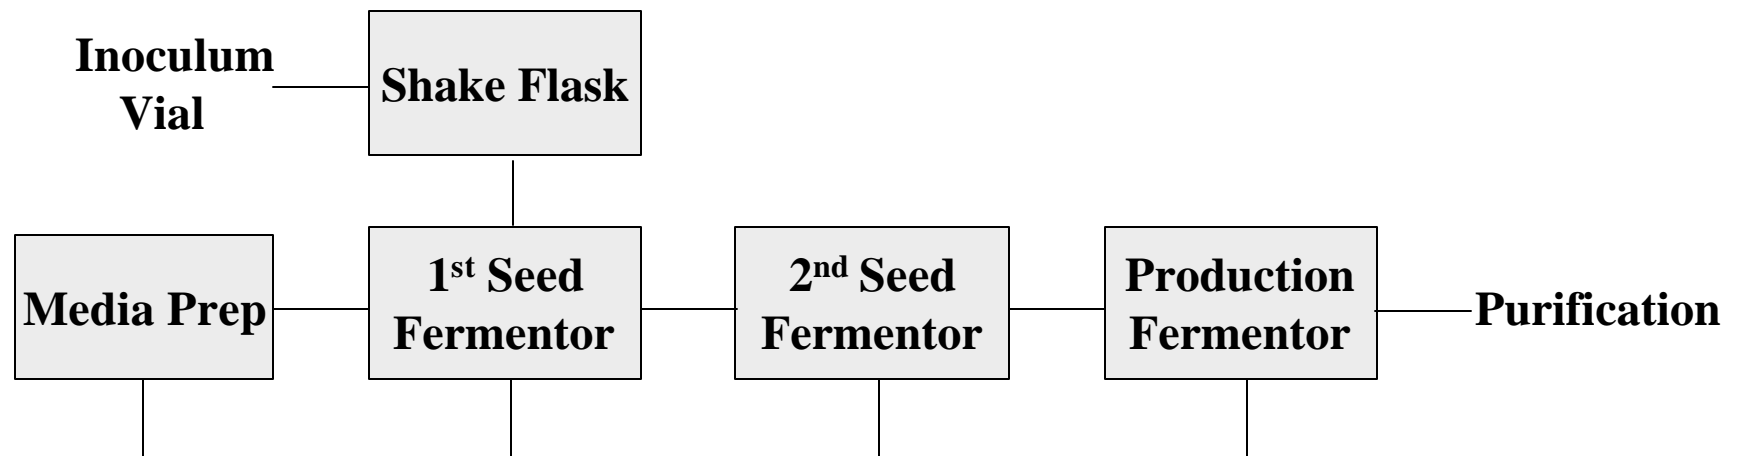 Inoculum
Vial
Shake Flask
Media Prep
1st Seed
Fermentor
2nd Seed
Fermentor
Production
Fermentor
Purification